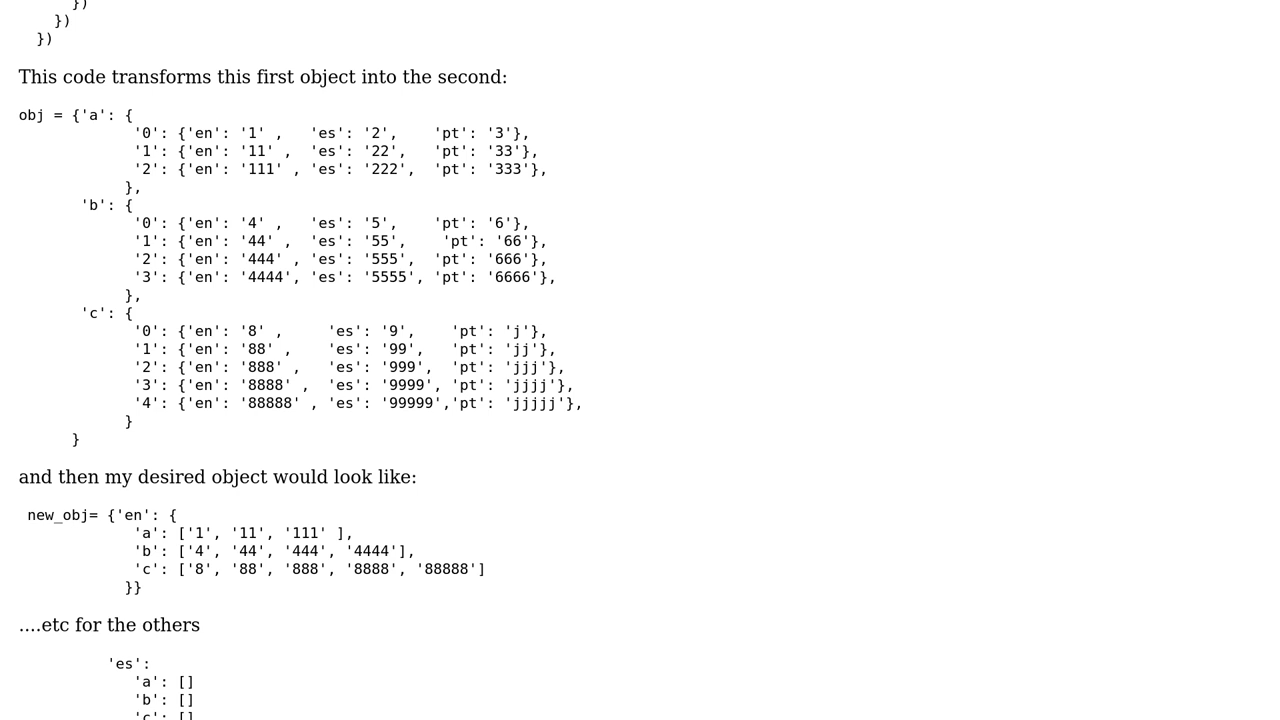 })
})
})
This code transforms this first object into the second:
obj = {'a': {
'0': {'en': '1' ,   'es': '2',    'pt': '3'},
'1': {'en': '11' ,  'es': '22',   'pt': '33'},
'2': {'en': '111' , 'es': '222',  'pt': '333'},
},
'b': {
'0': {'en': '4' ,   'es': '5',    'pt': '6'},
'1': {'en': '44' ,  'es': '55',    'pt': '66'},
'2': {'en': '444' , 'es': '555',  'pt': '666'},
'3': {'en': '4444', 'es': '5555', 'pt': '6666'},
},
'c': {
'0': {'en': '8' ,     'es': '9',    'pt': 'j'},
'1': {'en': '88' ,    'es': '99',   'pt': 'jj'},
'2': {'en': '888' ,   'es': '999',  'pt': 'jjj'},
'3': {'en': '8888' ,  'es': '9999', 'pt': 'jjjj'},
'4': {'en': '88888' , 'es': '99999','pt': 'jjjjj'},
}
}
and then my desired object would look like:
new_obj= {'en': {
'a': ['1', '11', '111' ],
'b': ['4', '44', '444', '4444'],
'c': ['8', '88', '888', '8888', '88888']
}}
....etc for the others
'es':
'a': []
'b': []
'c': []